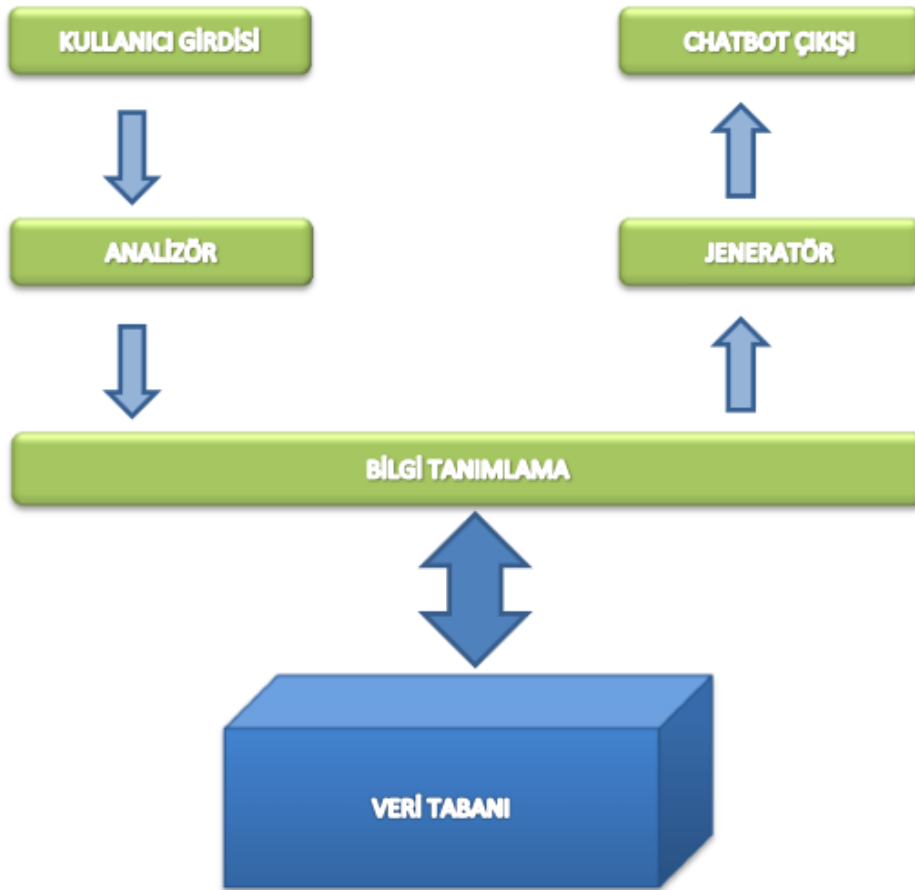 KULLANICI GİRDİSİ
CHATBOT ÇIKIŞI
ANALİZÖR
JENERATÖR
BİLGİ TANIMLAMA
VERİ TABANI